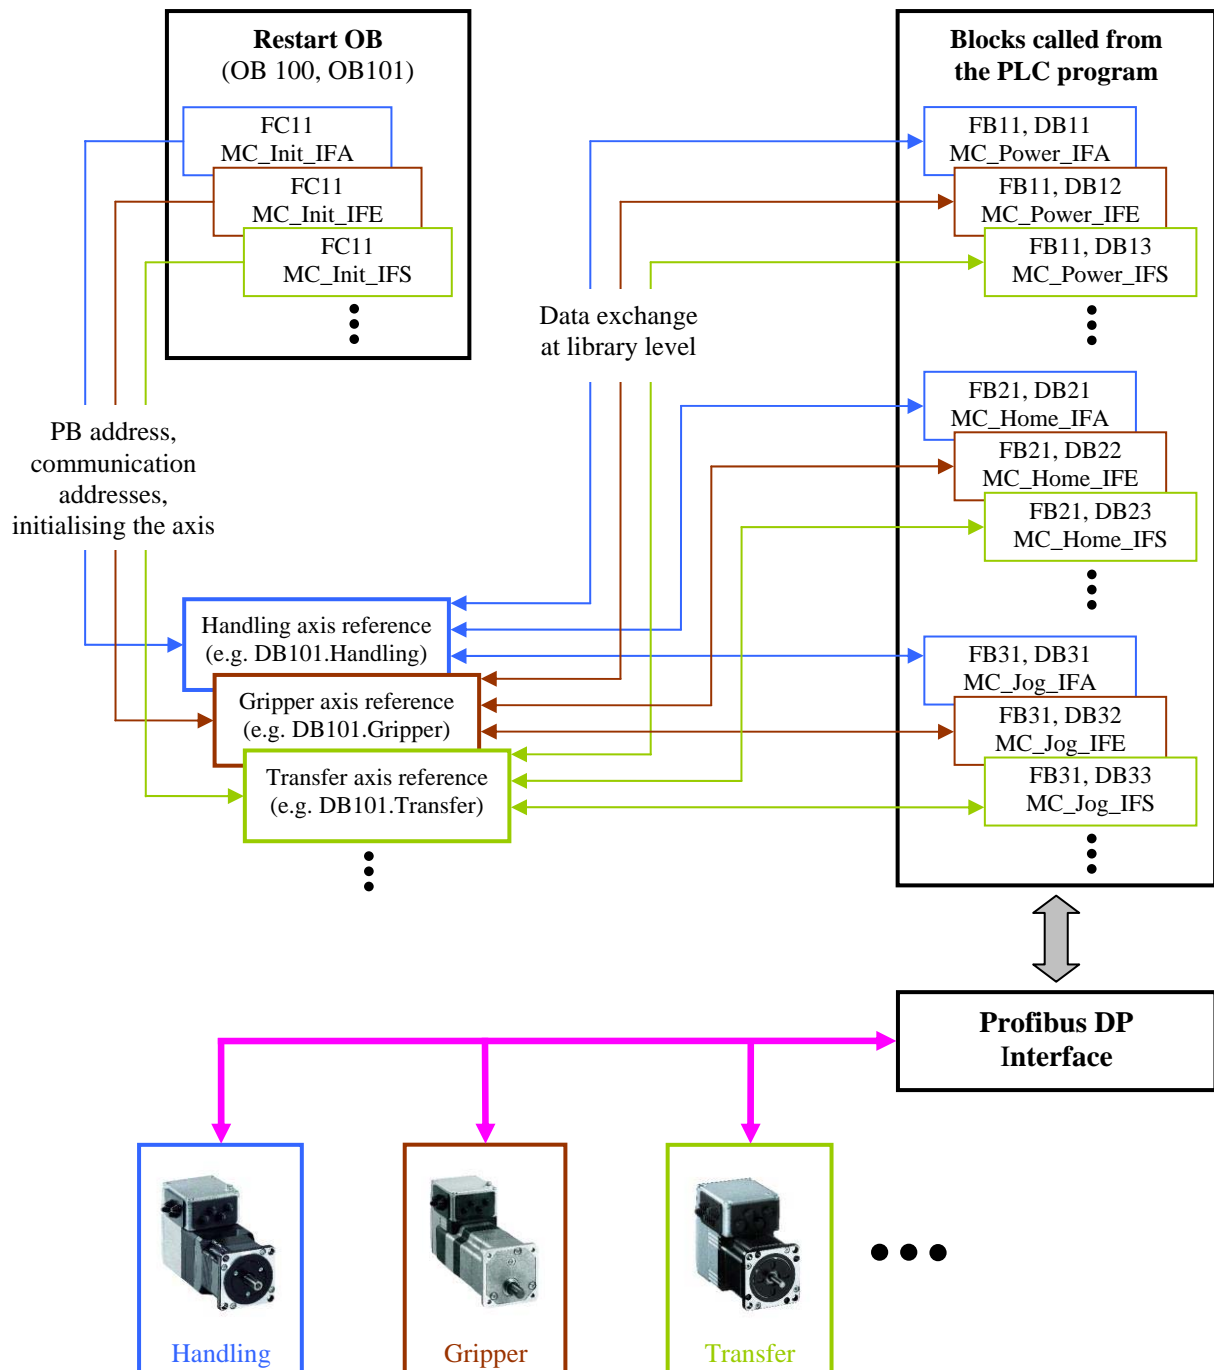 Restart OB
(OB 100, OB101)
FC11
MC_Init_IFA
FC11
MC_Init_IFE
FC11
MC_Init_IFS
Blocks called from
the PLC program
FB11, DB11
MC_Power_IFA
FB11, DB12
MC_Power_IFE
FB11, DB13
MC_Power_IFS
Data exchange
at library level
FB21, DB21
MC_Home_IFA
FB21, DB22
MC_Home_IFE
FB21, DB23
MC_Home_IFS
PB address,
communication
addresses,
initialising the axis
Handling axis reference
(e.g. DB101.Handling)
Gripper axis reference
(e.g. DB101.Gripper)
Transfer axis reference
(e.g. DB101.Transfer)
FB31, DB31
MC_Jog_IFA
FB31, DB32
MC_Jog_IFE
FB31, DB33
MC_Jog_IFS
Profibus DP
Interface
Handling
Gripper
Transfer